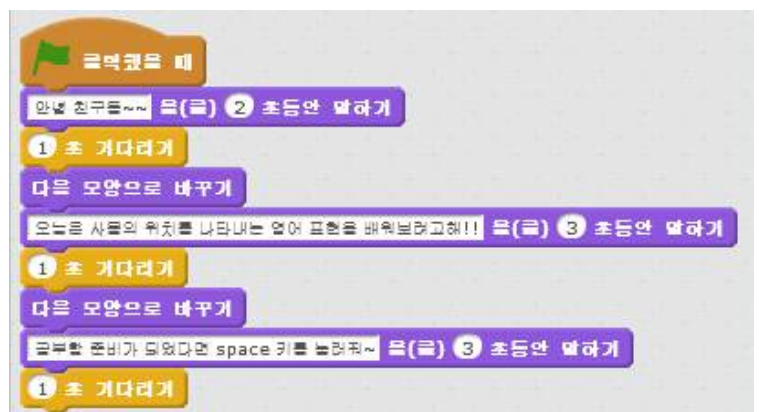 클릭했을 때
안녕 친구들~~ 을(를) 2 초동안 말하기
1 초 기다리기
다음 모양으로 바꾸기
오늘은 사물의 위치를 나타내는 영어 표현을 배워보려고해!! 을(를) 3 초동안 말하기
1 초 기다리기
다음 모양으로 바꾸기
공부할 준비가 되었다면 space 키를 눌러줘~ 을(를) 3 초동안 말하기
1 초 기다리기